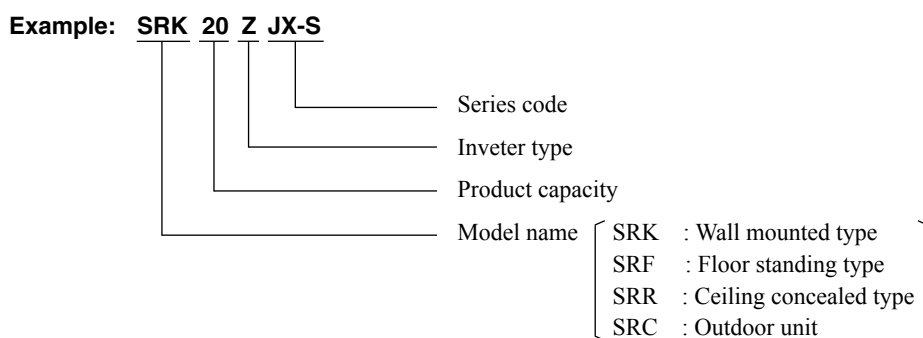 Example: SRK 20 Z JX-S
Series code
Inveter type
Product capacity
Model name SRK : Wall mounted type
SRF : Floor standing type
SRR : Ceiling concealed type
SRC : Outdoor unit